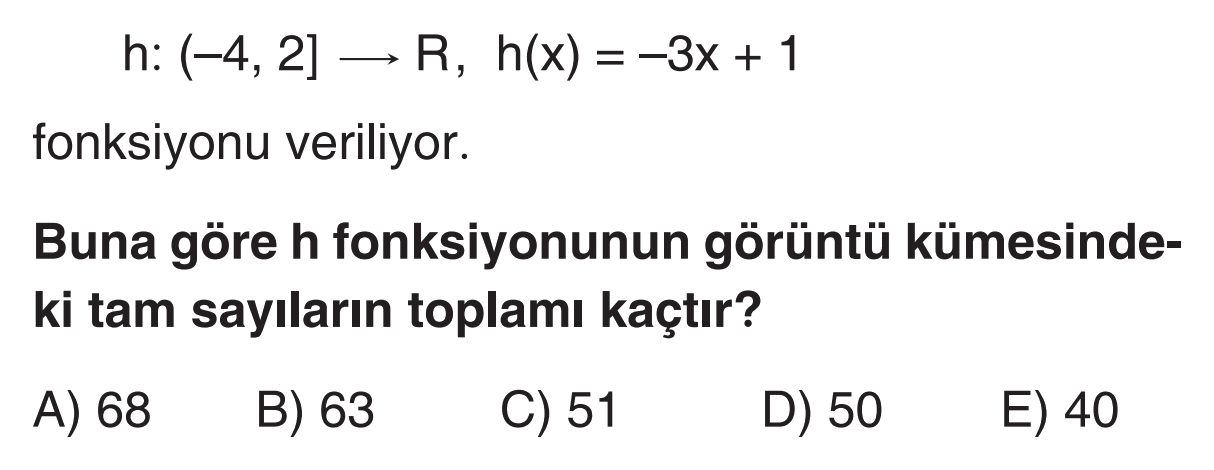 h: (–4, 2] ⟶ R, h(x) = –3x + 1
fonksiyonu veriliyor.
Buna göre h fonksiyonunun görüntü kümesinde-
ki tam sayıların toplamı kaçtır?
A) 68 B) 63 C) 51 D) 50 E) 40